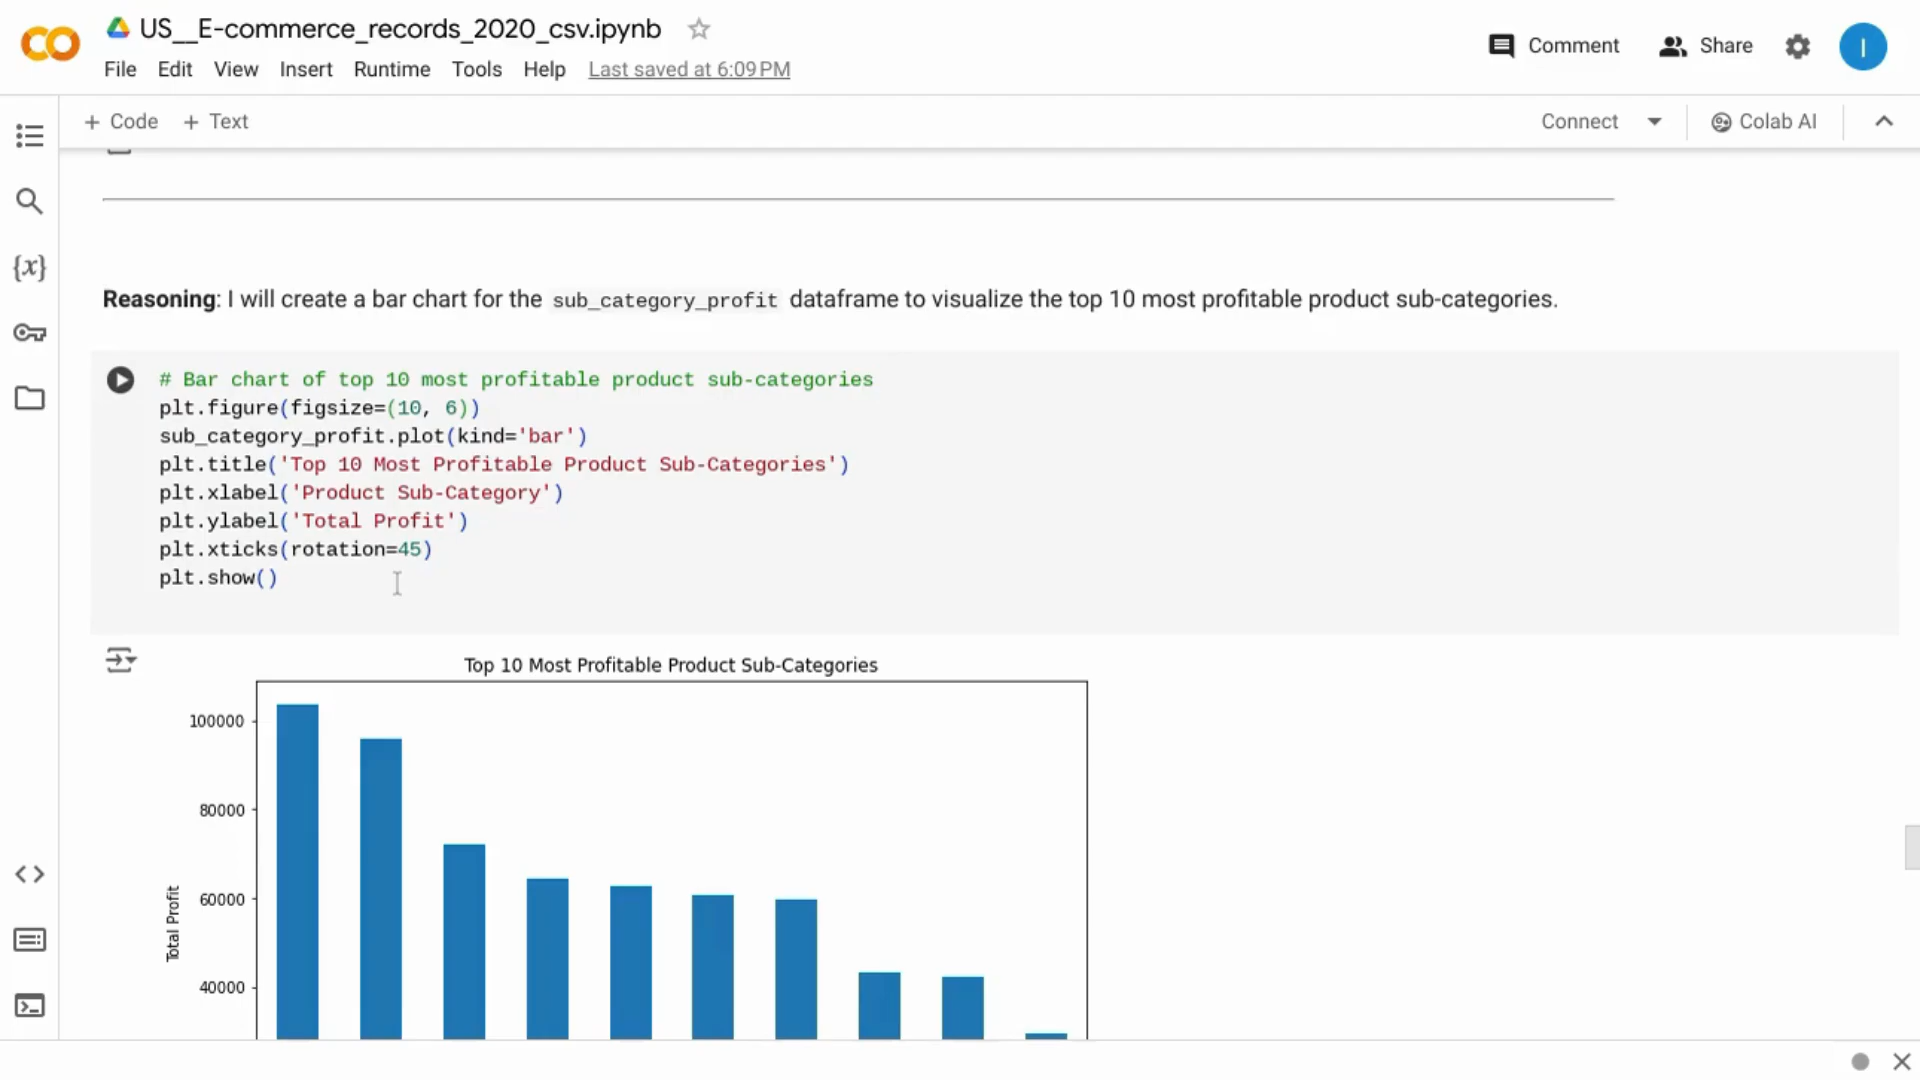 US__E-commerce_records_2020_csv.ipynb
Comment
Share
I
File Edit View Insert Runtime Tools Help Last saved at 6:09 PM
+ Code + Text
Connect
Colab AI
{x}
Reasoning: I will create a bar chart for the sub_category_profit dataframe to visualize the top 10 most profitable product sub-categories.
# Bar chart of top 10 most profitable product sub-categories
plt.figure(figsize=(10, 6))
sub_category_profit.plot(kind='bar')
plt.title('Top 10 Most Profitable Product Sub-Categories')
plt.xlabel('Product Sub-Category')
plt.ylabel('Total Profit')
plt.xticks(rotation=45)
plt.show()
Top 10 Most Profitable Product Sub-Categories
100000
80000
60000
40000
Total Profit